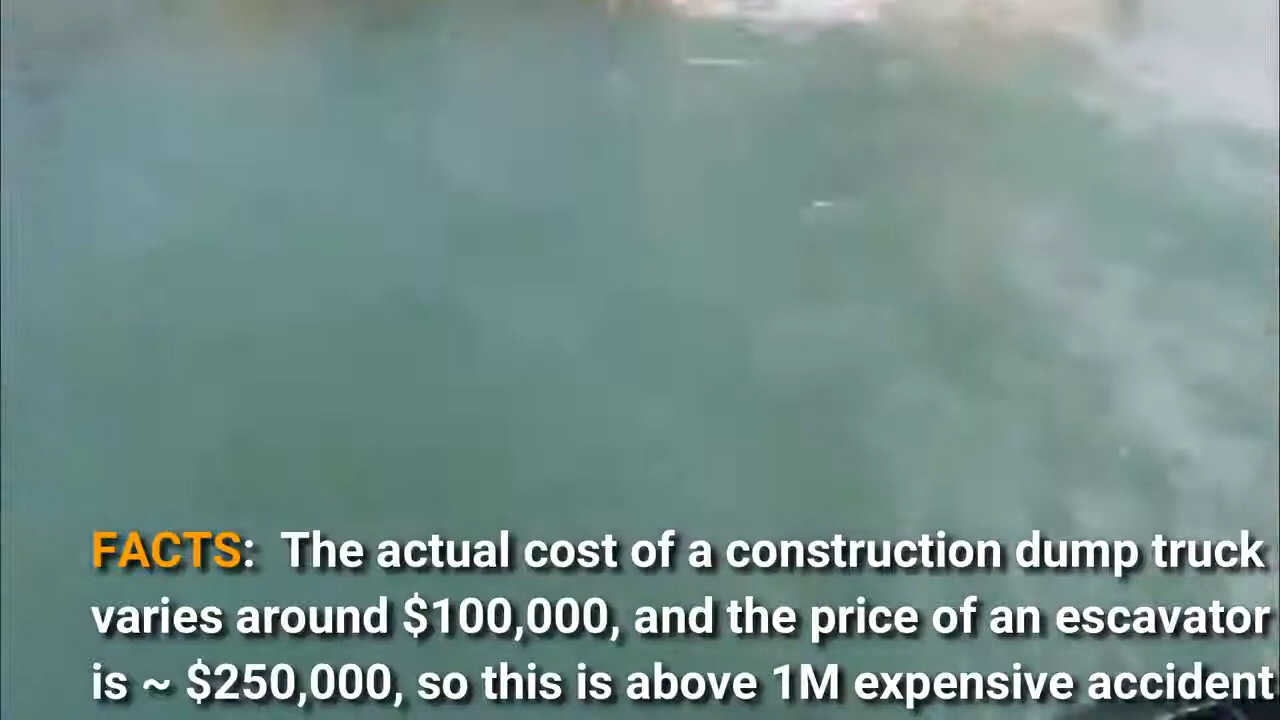 FACTS: The actual cost of a construction dump truck
varies around $100,000, and the price of an escavator
is ~ $250,000, so this is above 1M expensive accident